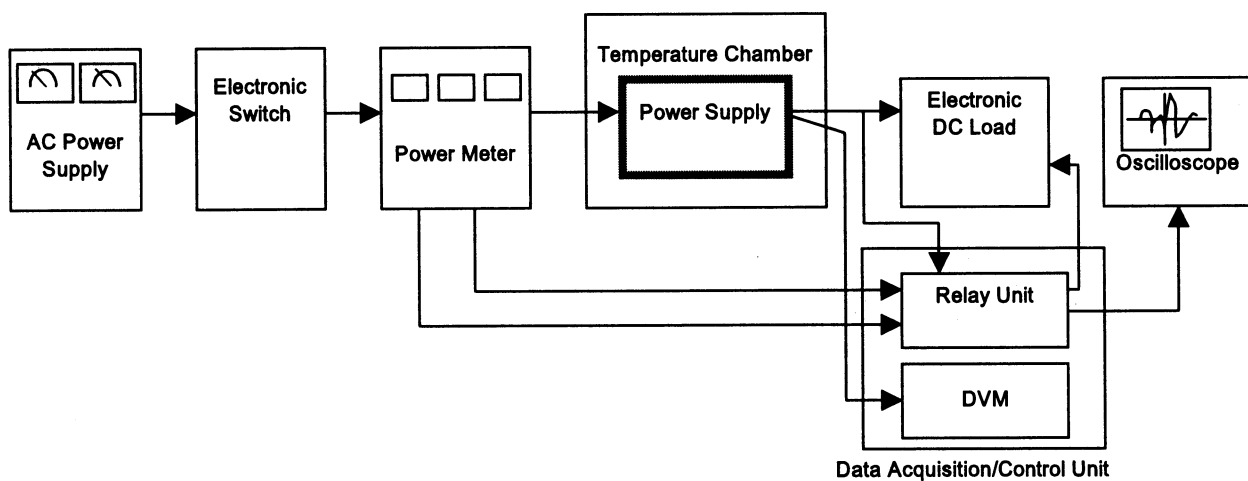 AC Power
Supply
Electronic
Switch
Power Meter
Temperature Chamber
Power Supply
Electronic
DC Load
Oscilloscope
Relay Unit
DVM
Data Acquisition/Control Unit